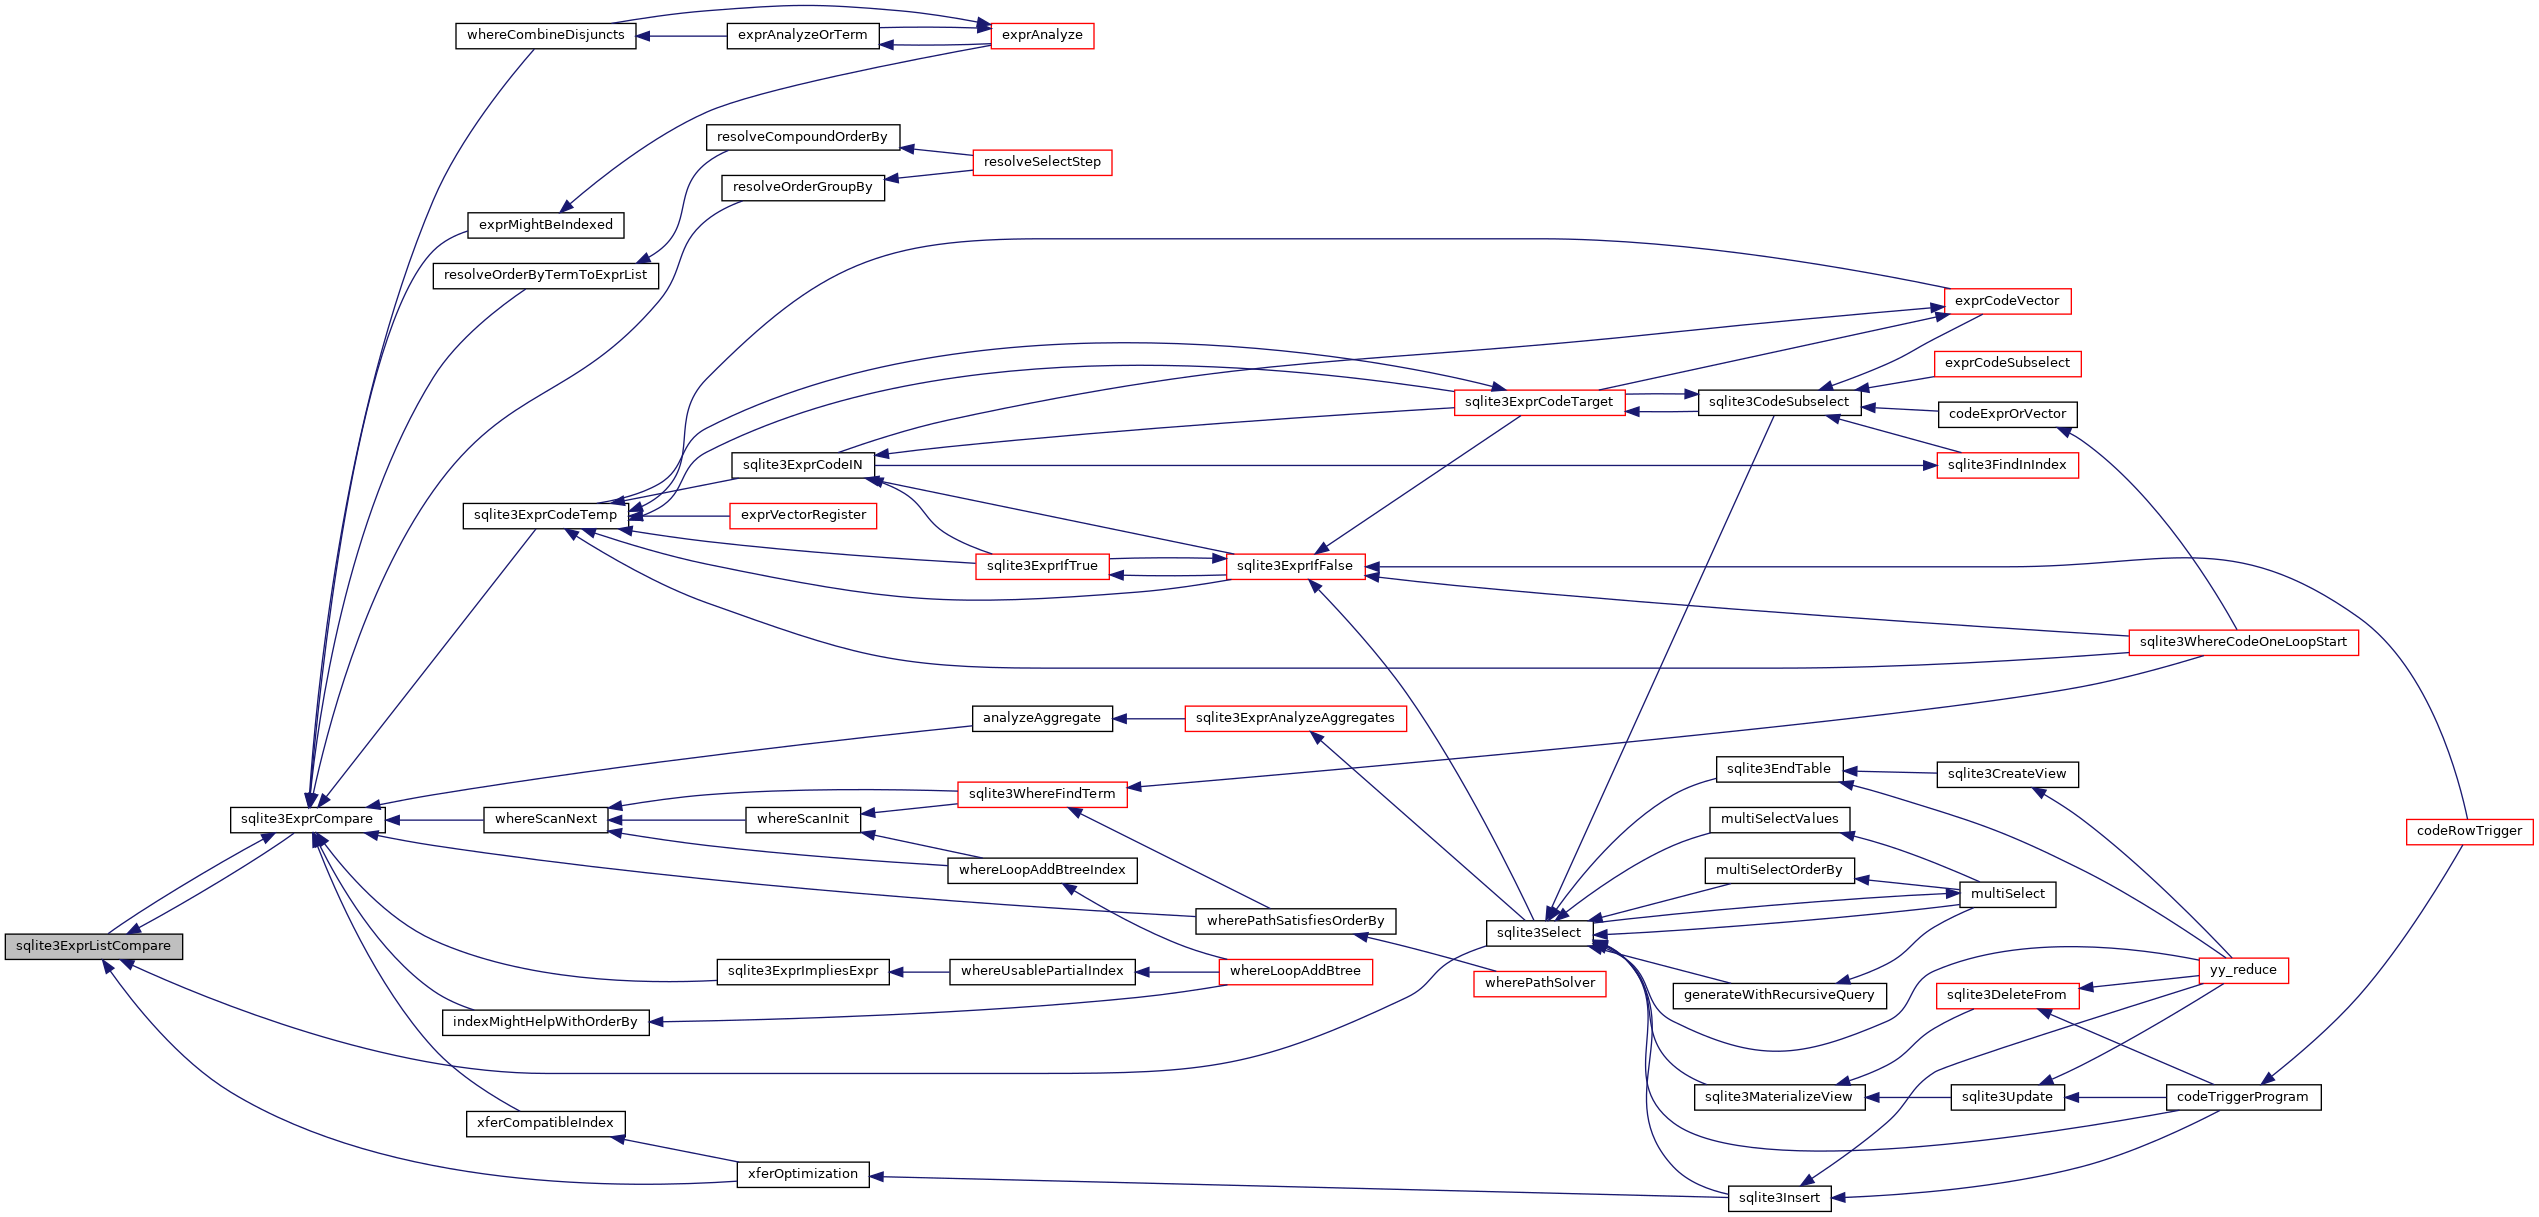 whereCombineDisjuncts
exprAnalyzeOrTerm
exprAnalyze
resolveCompoundOrderBy
resolveSelectStep
resolveOrderGroupBy
exprMightBeIndexed
resolveOrderByTermToExprList
exprCodeVector
exprCodeSubselect
sqlite3ExprCodeTarget
sqlite3CodeSubselect
codeExprOrVector
sqlite3ExprCodeIN
sqlite3FindInIndex
sqlite3ExprCodeTemp
exprVectorRegister
sqlite3ExprIfTrue
sqlite3ExprIfFalse
sqlite3WhereCodeOneLoopStart
analyzeAggregate
sqlite3ExprAnalyzeAggregates
sqlite3EndTable
sqlite3CreateView
sqlite3WhereFindTerm
sqlite3ExprCompare
whereScanNext
whereScanInit
multiSelectValues
codeRowTrigger
whereLoopAddBtreeIndex
multiSelectOrderBy
multiSelect
wherePathSatisfiesOrderBy
sqlite3Select
sqlite3ExprListCompare
sqlite3ExprImpliesExpr
whereUsablePartialIndex
whereLoopAddBtree
yy_reduce
wherePathSolver
generateWithRecursiveQuery
sqlite3DeleteFrom
indexMightHelpWithOrderBy
sqlite3MaterializeView
sqlite3Update
codeTriggerProgram
xferCompatibleIndex
xferOptimization
sqlite3Insert